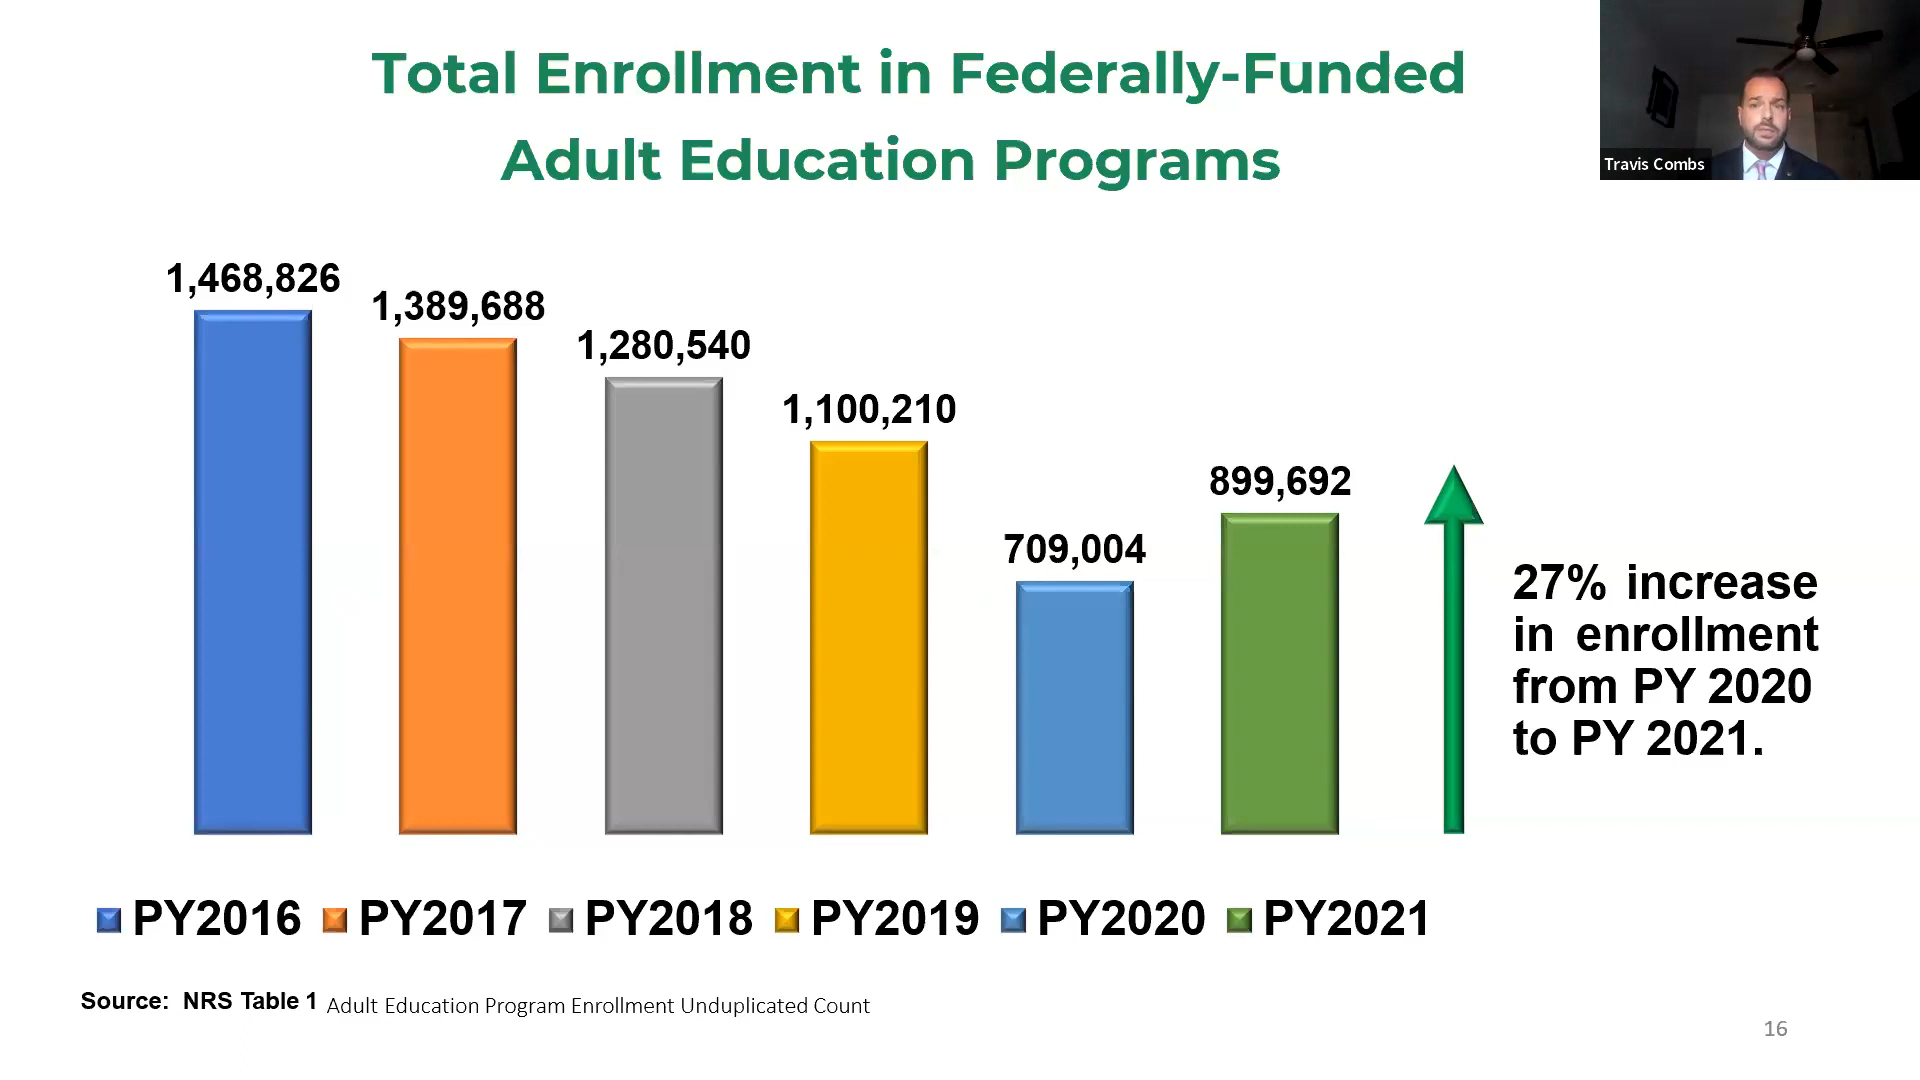 Total Enrollment in Federally-Funded
Adult Education Programs
Travis Combs
1,468,826
1,389,688
1,280,540
1,100,210
709,004
899,692
27% increase
in enrollment
from PY 2020
to PY 2021.
PY2016 PY2017 PY2018 PY2019 PY2020 PY2021
Source: NRS Table 1 Adult Education Program Enrollment Unduplicated Count
16